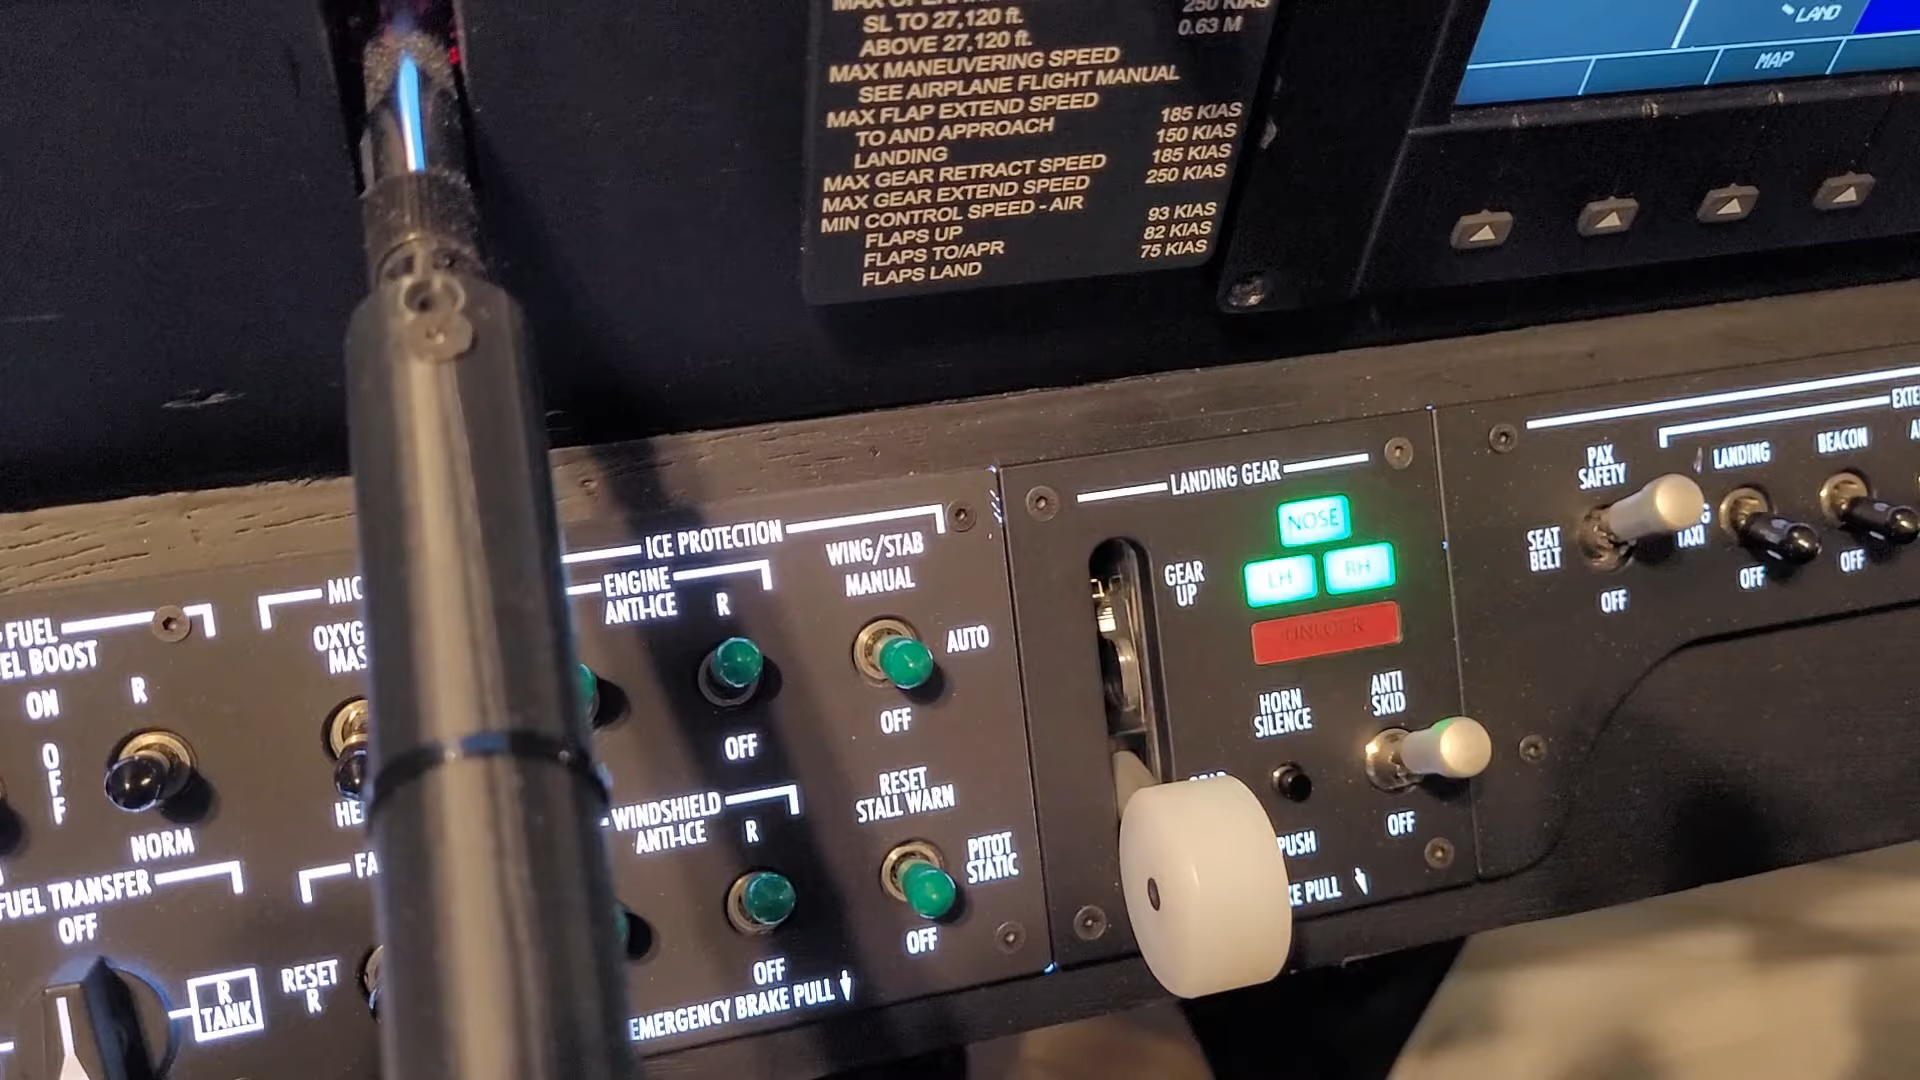 250 KIAS
SL TO 27,120 ft.
0.63 M
ABOVE 27,120 ft.
MAX MANEUVERING SPEED
SEE AIRPLANE FLIGHT MANUAL
MAX FLAP EXTEND SPEED
TO AND APPROACH 185 KIAS
LANDING 150 KIAS
MAX GEAR RETRACT SPEED 185 KIAS
MAX GEAR EXTEND SPEED 250 KIAS
MIN CONTROL SPEED - AIR
FLAPS UP 93 KIAS
FLAPS TO/APR 82 KIAS
FLAPS LAND 75 KIAS
LAND
MAP
FUEL
BOOST
ON
R
OFF
NORM
FUEL TRANSFER
OFF
R
TANK
RESET
R
ICE PROTECTION
ENGINE
ANTI-ICE
R
OFF
WING/STAB
MANUAL
AUTO
OFF
WINDSHIELD
ANTI-ICE
R
OFF
RESET
STALL WARN
PITOT
STATIC
OFF
EMERGENCY BRAKE PULL
LANDING GEAR
GEAR
UP
NOSE
LH
RH
UNLOCK
HORN
SILENCE
ANTI
SKID
OFF
PUSH
PULL
PAX
SAFETY
SEAT
BELT
OFF
LANDING
TAXI
OFF
BEACON
OFF